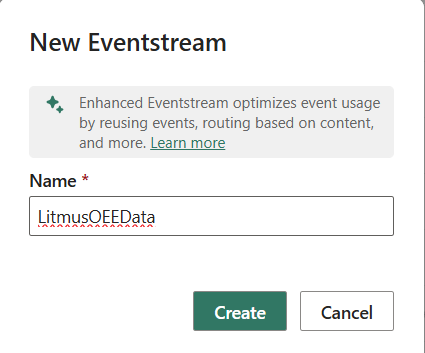 New Eventstream
Enhanced Eventstream optimizes event usage
by reusing events, routing based on content,
and more. Learn more
Name *
LitmusOEEData
Create
Cancel